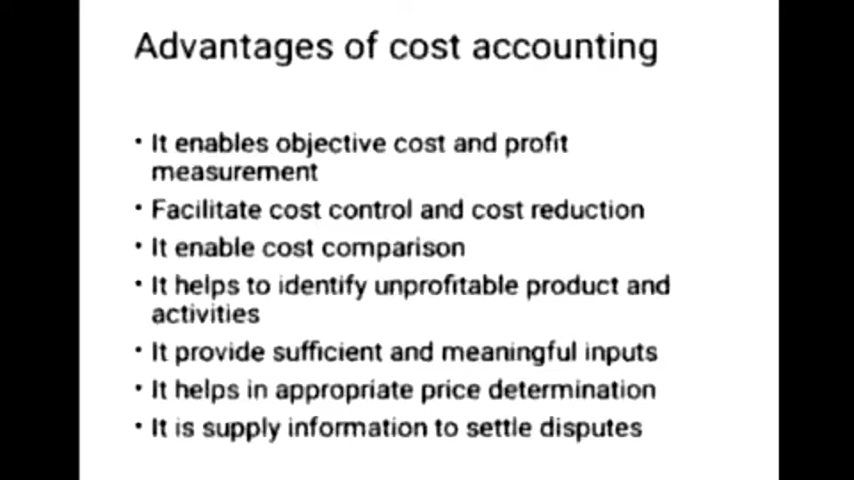 Advantages of cost accounting
• It enables objective cost and profit
measurement
• Facilitate cost control and cost reduction
• It enable cost comparison
• It helps to identify unprofitable product and
activities
• It provide sufficient and meaningful inputs
• It helps in appropriate price determination
• It is supply information to settle disputes